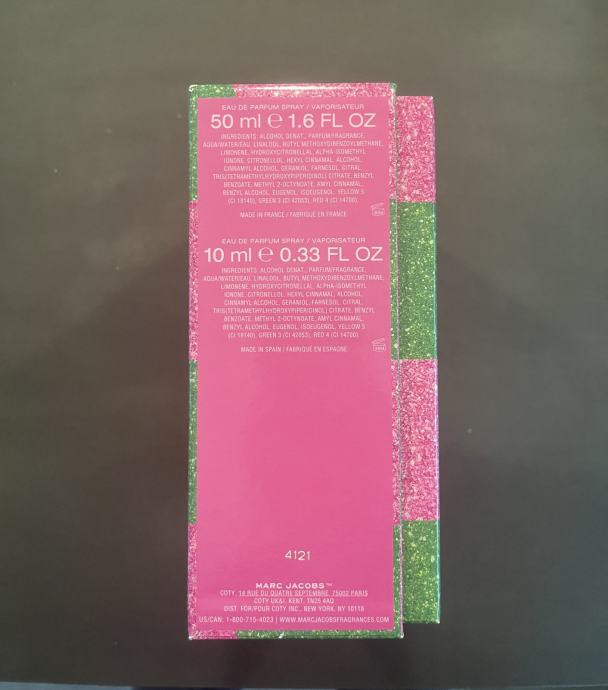 EAU DE PARFUM SPRAY / VAPORISATEUR
50 ml ℮ 1.6 FL OZ
INGREDIENTS: ALCOHOL DENAT., PARFUM/FRAGRANCE,
AQUA/WATER/EAU, LINALOOL, BUTYL METHOXYDIBENZOYLMETHANE,
LIMONENE, HYDROXYCITRONELLAL, ALPHA-ISOMETHYL
IONONE, CITRONELLOL, HEXYL CINNAMAL, ALCOHOL,
CINNAMYL ALCOHOL, GERANIOL, FARNESOL, CITRAL,
TRIS(TETRAMETHYLHYDROXYPIPERIDINOL) CITRATE, BENZYL
BENZOATE, METHYL 2-OCTYNOATE, AMYL CINNAMAL,
BENZYL ALCOHOL, EUGENOL, ISOEUGENOL, YELLOW 5
(CI 19140), GREEN 3 (CI 42053), RED 4 (CI 14700).
MADE IN FRANCE / FABRIQUÉ EN FRANCE
EAU DE PARFUM SPRAY / VAPORISATEUR
10 ml ℮ 0.33 FL OZ
INGREDIENTS: ALCOHOL DENAT., PARFUM/FRAGRANCE,
AQUA/WATER/EAU, LINALOOL, BUTYL METHOXYDIBENZOYLMETHANE,
LIMONENE, HYDROXYCITRONELLAL, ALPHA-ISOMETHYL
IONONE, CITRONELLOL, HEXYL CINNAMAL, ALCOHOL,
CINNAMYL ALCOHOL, GERANIOL, FARNESOL, CITRAL,
TRIS(TETRAMETHYLHYDROXYPIPERIDINOL) CITRATE, BENZYL
BENZOATE, METHYL 2-OCTYNOATE, AMYL CINNAMAL,
BENZYL ALCOHOL, EUGENOL, ISOEUGENOL, YELLOW 5
(CI 19140), GREEN 3 (CI 42053), RED 4 (CI 14700).
MADE IN SPAIN / FABRIQUÉ EN ESPAGNE
4121
MARC JACOBS™
COTY, 14 RUE DU QUATRE SEPTEMBRE, 75002 PARIS
COTY UK&I, KENT, TN25 4AQ
DIST. FOR/POUR COTY INC., NEW YORK, NY 10118
US/CAN: 1-800-715-4023 | WWW.MARCJACOBSFRAGRANCES.COM